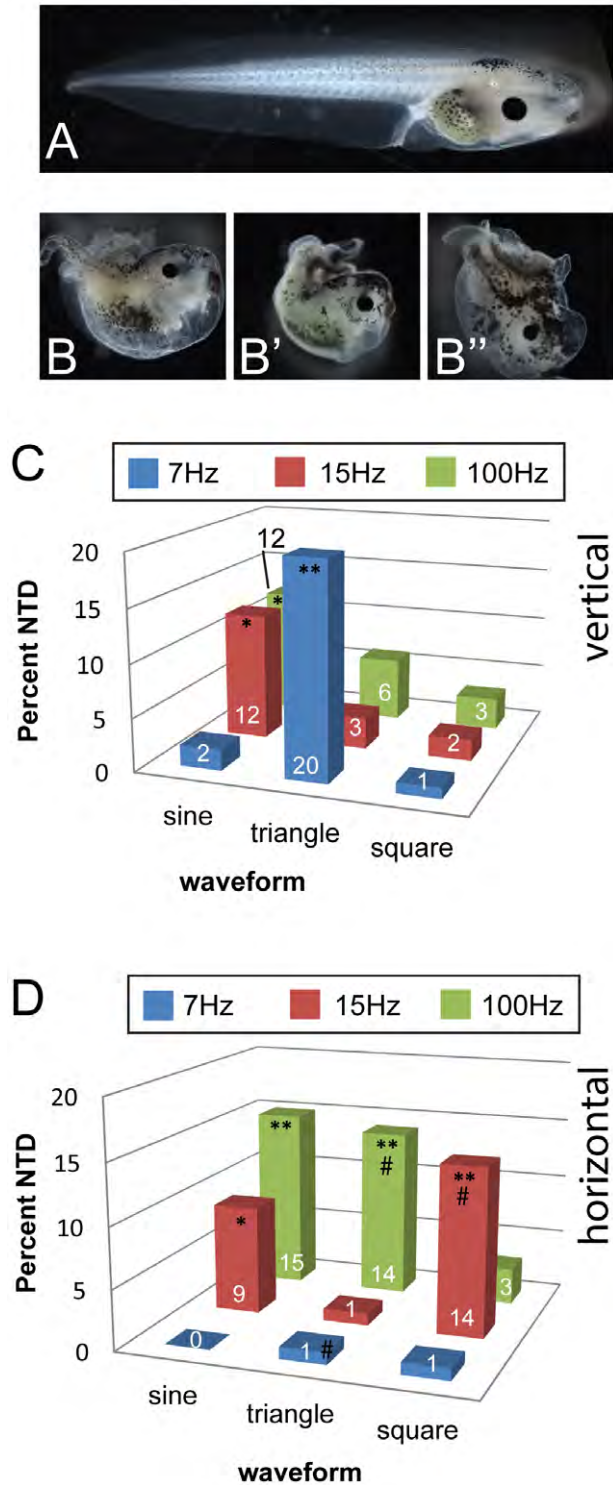 A
B
B'
B"
C
7Hz 15Hz 100Hz
vertical
Percent NTD
20
15
10
5
0
12
*
*
**
12
2
20
3
6
1
2
3
sine
triangle
square
waveform
D
7Hz 15Hz 100Hz
horizontal
Percent NTD
20
15
10
5
0
**
**
#
**
#
*
15
14
3
9
1
14
0
1 #
1
sine
triangle
square
waveform